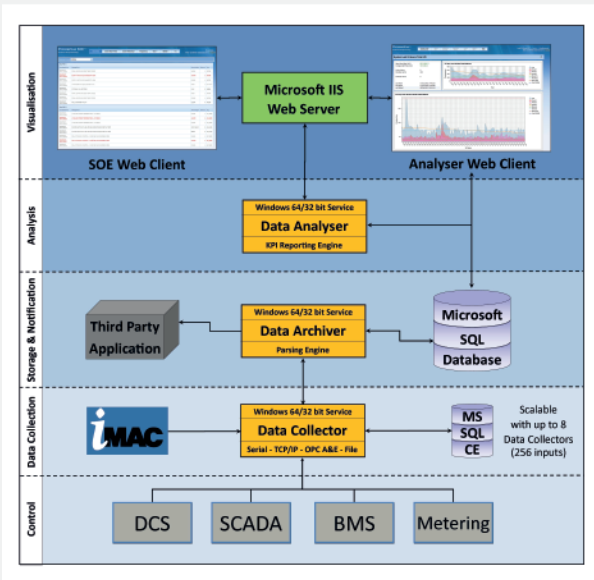 Visualisation
Microsoft IIS
Web Server
SOE Web Client
Analyser Web Client
Analysis
Windows 64/32 bit Service
Data Analyser
KPI Reporting Engine
Storage & Notification
Third Party
Application
Windows 64/32 bit Service
Data Archiver
Parsing Engine
Microsoft
SQL
Database
Data Collection
iMAC
Windows 64/32 bit Service
Data Collector
Serial - TCP/IP - OPC A&E - File
MS
SQL
CE
Scalable
with up to 8
Data Collectors
(256 inputs)
Control
DCS
SCADA
BMS
Metering